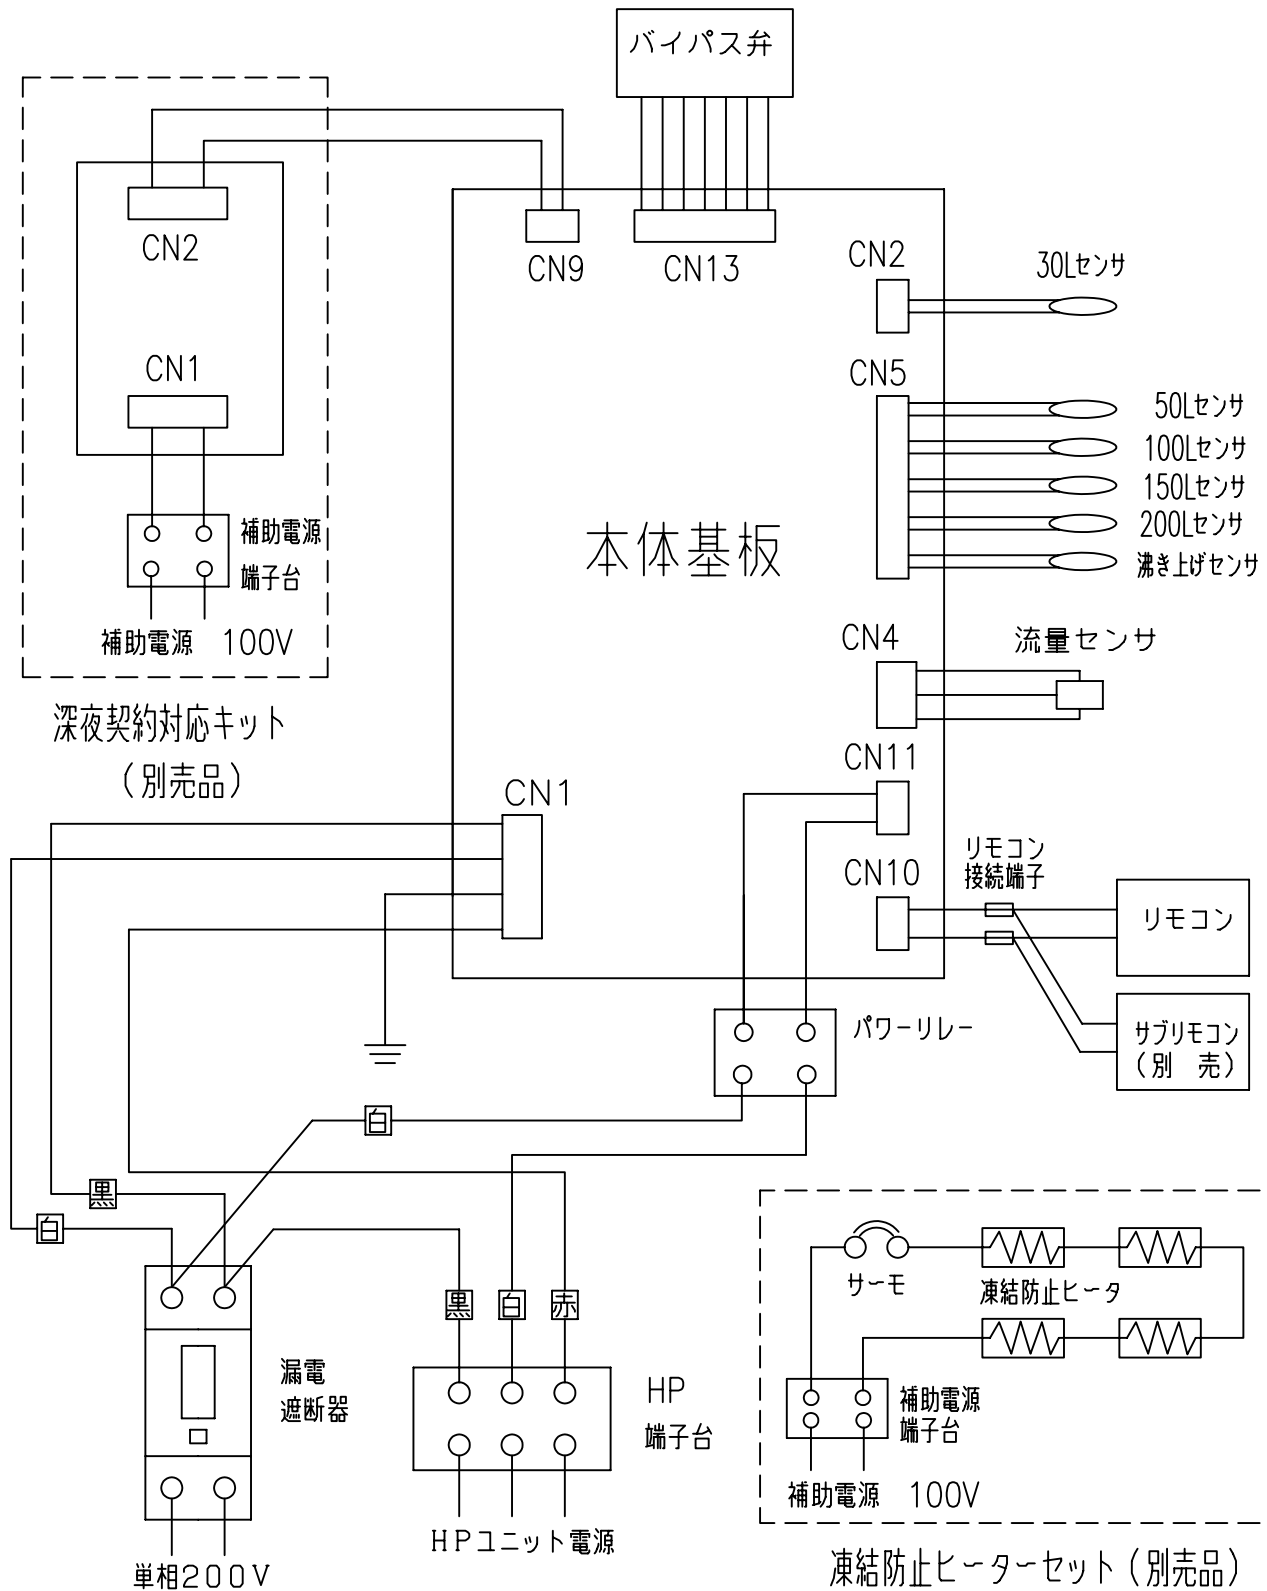 バイパス弁
CN2
CN9
CN13
CN2
30Lセンサ
CN1
CN5
50Lセンサ
100Lセンサ
150Lセンサ
200Lセンサ
沸き上げセンサ
本体基板
補助電源
端子台
補助電源 100V
CN4
流量センサ
深夜契約対応キット
（別売品）
CN11
CN1
リモコン
接続端子
CN10
リモコン
パワーリレー
サブリモコン
（別 売）
白
黒
白
サーモ
凍結防止ヒータ
黒
白
赤
漏電
遮断器
HP
端子台
補助電源
端子台
補助電源 100V
HPユニット電源
単相200V
凍結防止ヒーターセット（別売品）